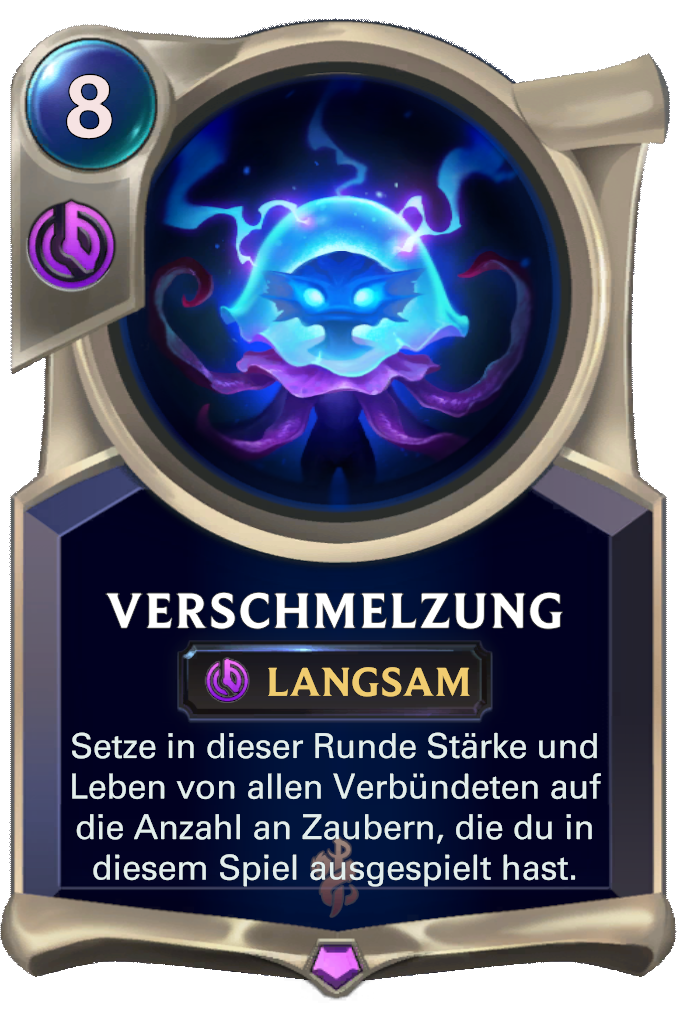 8
VERSCHMELZUNG
LANGSAM
Setze in dieser Runde Stärke und
Leben von allen Verbündeten auf
die Anzahl an Zaubern, die du in
diesem Spiel ausgespielt hast.